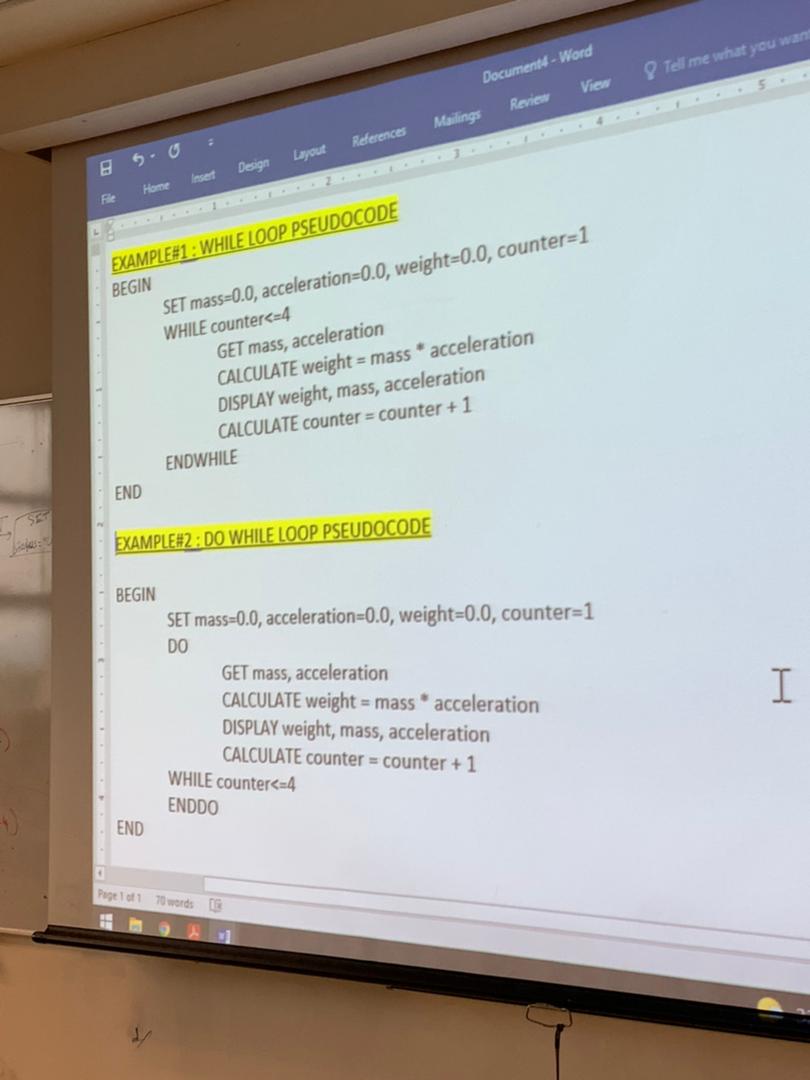 Document4 - Word
File Home Insert Design Layout References Mailings Review View Tell me what you want
EXAMPLE#1 : WHILE LOOP PSEUDOCODE
BEGIN
SET mass=0.0, acceleration=0.0, weight=0.0, counter=1
WHILE counter<=4
GET mass, acceleration
CALCULATE weight = mass * acceleration
DISPLAY weight, mass, acceleration
CALCULATE counter = counter + 1
ENDWHILE
END
EXAMPLE#2 : DO WHILE LOOP PSEUDOCODE
BEGIN
SET mass=0.0, acceleration=0.0, weight=0.0, counter=1
DO
GET mass, acceleration
CALCULATE weight = mass * acceleration
DISPLAY weight, mass, acceleration
CALCULATE counter = counter + 1
WHILE counter<=4
ENDDO
END
Page 1 of 1 70 words